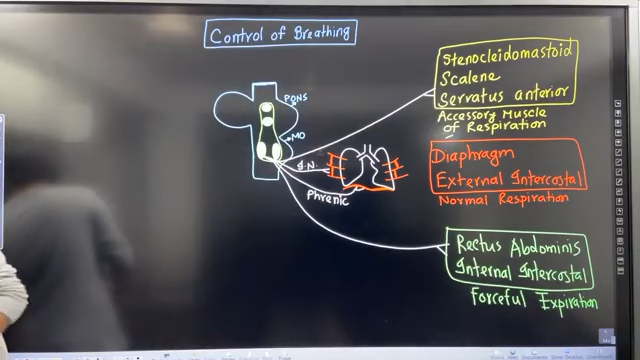 Control of Breathing
PONS
MO
I.N.
Phrenic
Stenocleidomastoid
Scalene
Serratus anterior
Accessory Muscle
of Respiration
Diaphragm
External Intercostal
Normal Respiration
Rectus Abdominis
Internal Intercostal
Forceful Expiration